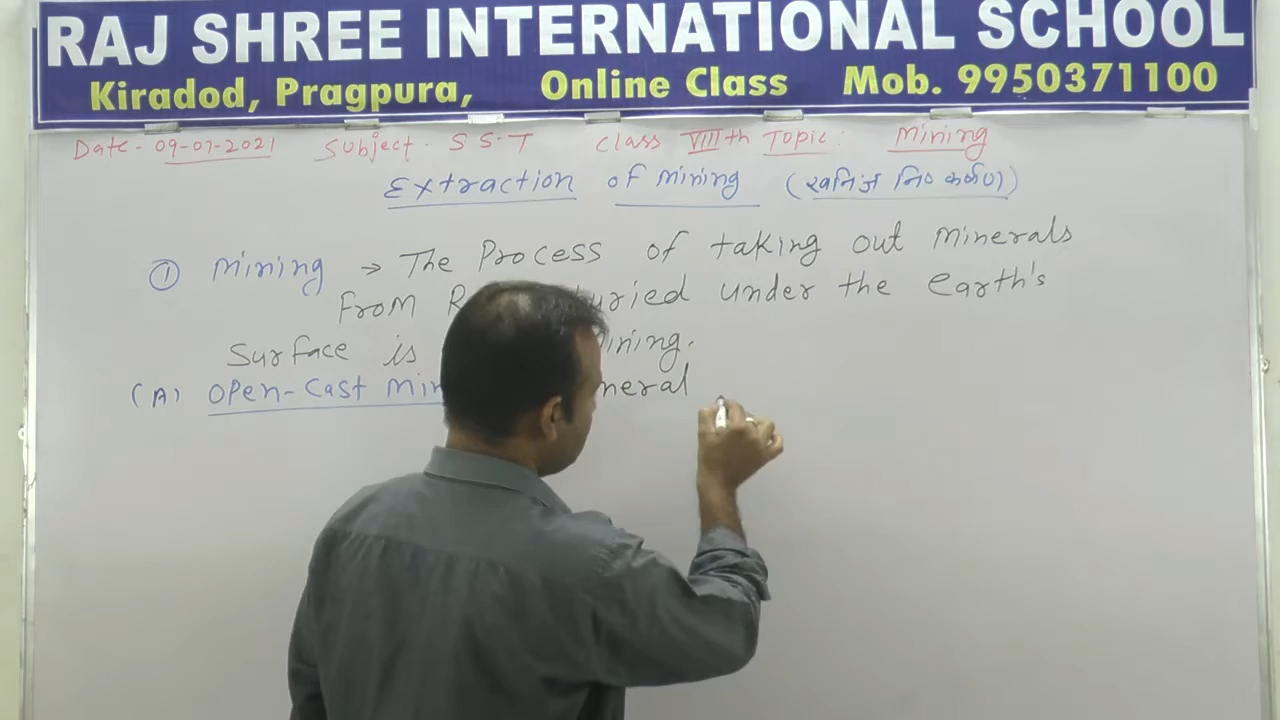 RAJ SHREE INTERNATIONAL SCHOOL
Kiradod, Pragpura, Online Class Mob. 9950371100
Date- 09-07-2021 Subject- S S T Class VIIIth Topic: Mining
Extraction of Mining (खनिज निष्कर्षण)
① Mining → The Process of taking out Minerals
From under the earth's
Surface is Mining.
(A) Open-Cast